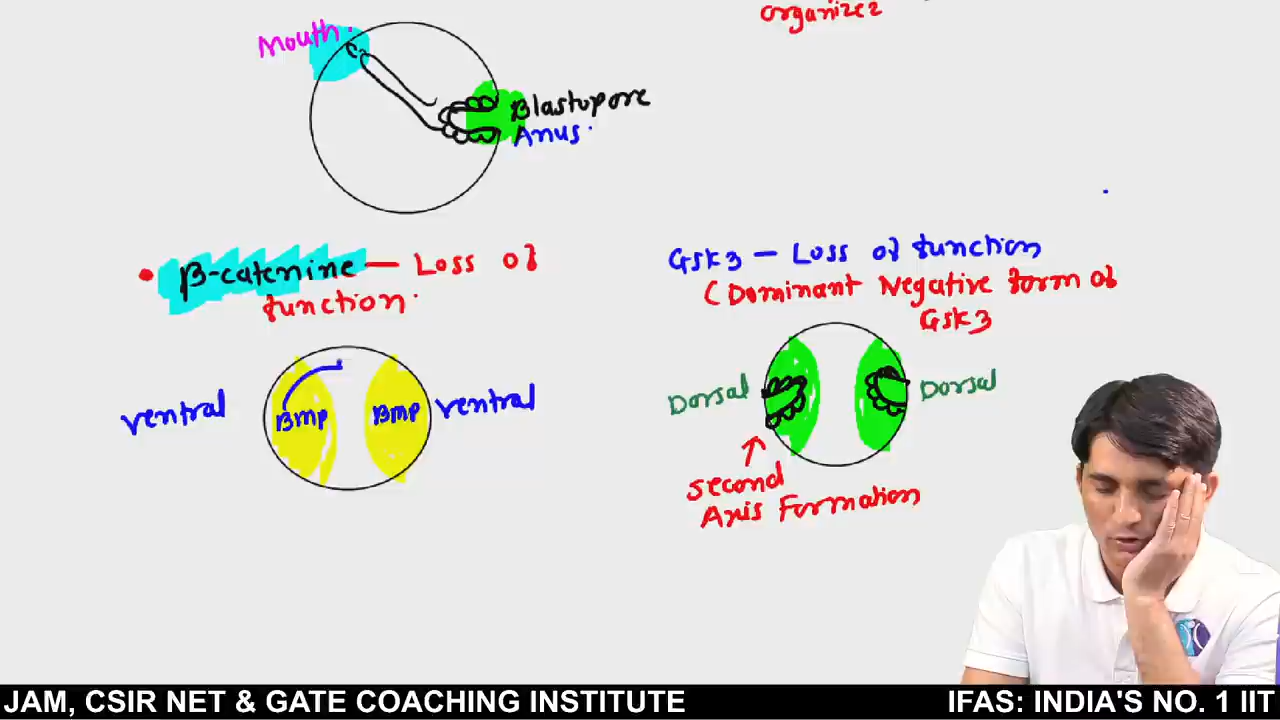 organizer
Mouth.
Blastopore
Anus.
β-catenine — Loss of
function.
Gsk3 — Loss of function
(Dominant Negative form of
Gsk3
ventral
Bmp
Bmp
ventral
Dorsal
Dorsal
second
Axis Formation
JAM, CSIR NET & GATE COACHING INSTITUTE
IFAS: INDIA'S NO. 1 IIT